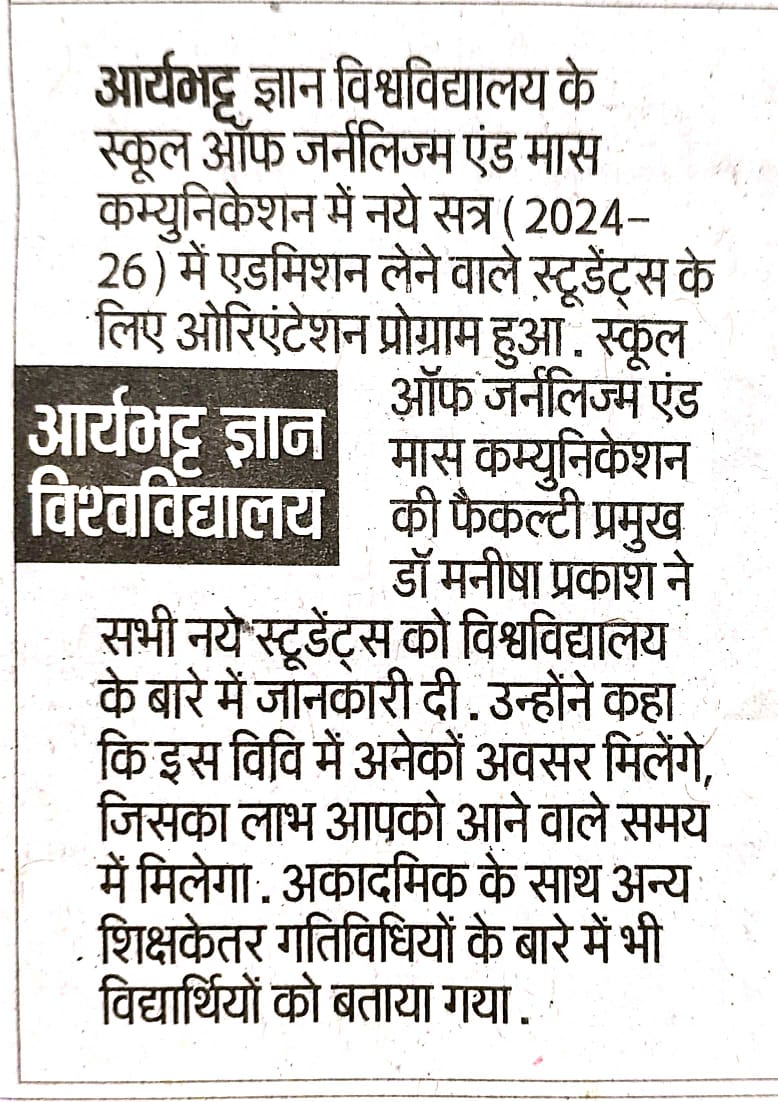 आर्यभट्ट ज्ञान विश्वविद्यालय के
स्कूल ऑफ जर्नलिज्म एंड मास
कम्युनिकेशन में नये सत्र ( 2024-
26 ) में एडमिशन लेने वाले स्टूडेंट्स के
लिए ओरिएंटेशन प्रोग्राम हुआ . स्कूल
आर्यभट्ट ज्ञान
विश्वविद्यालय
ऑफ जर्नलिज्म एंड
मास कम्युनिकेशन
की फैकल्टी प्रमुख
डॉ मनीषा प्रकाश ने
सभी नये स्टूडेंट्स को विश्वविद्यालय
के बारे में जानकारी दी . उन्होंने कहा
कि इस विवि में अनेकों अवसर मिलेंगे,
जिसका लाभ आपको आने वाले समय
में मिलेगा . अकादमिक के साथ अन्य
शिक्षकेतर गतिविधियों के बारे में भी
विद्यार्थियों को बताया गया .